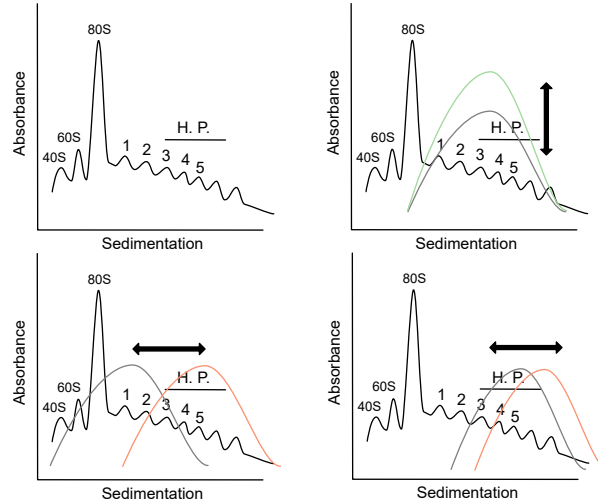 80S
60S
40S
1 2 3 4 5
H. P.
Absorbance
Sedimentation
80S
60S
40S
1 2 3 4 5
H. P.
Absorbance
Sedimentation
80S
60S
40S
1 2 3 4 5
H. P.
Absorbance
Sedimentation
80S
60S
40S
1 2 3 4 5
H. P.
Absorbance
Sedimentation